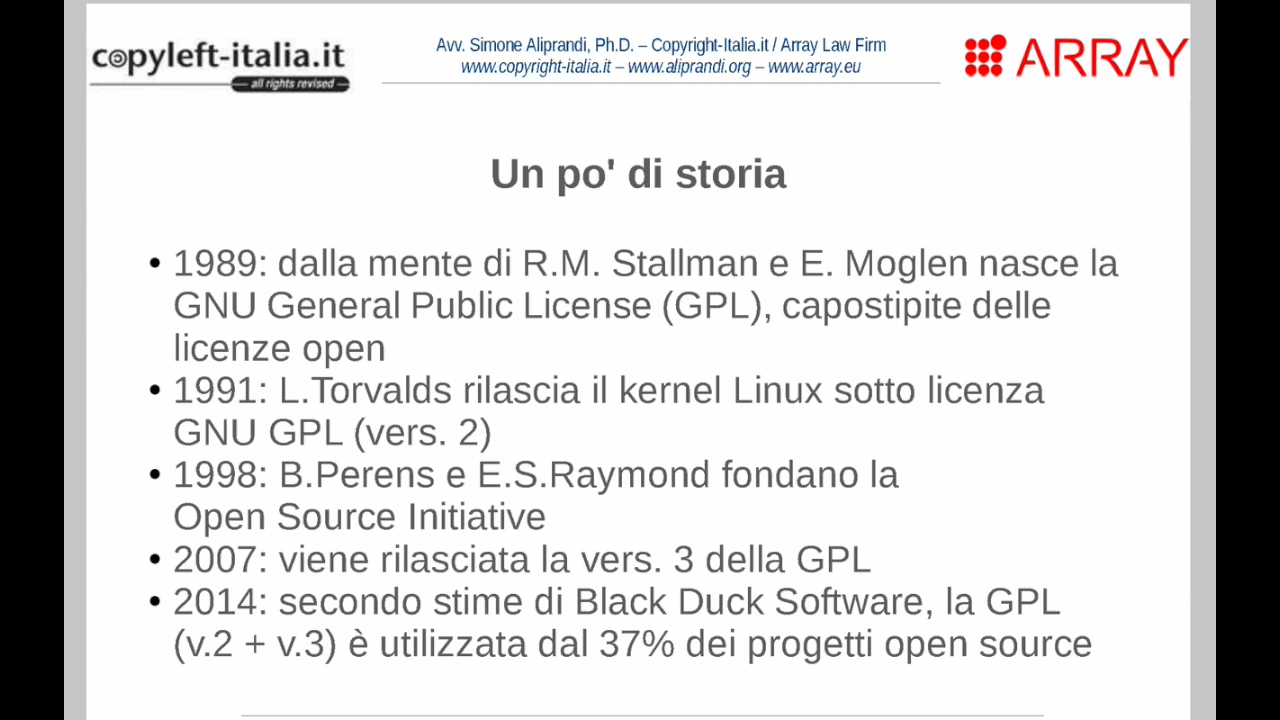 copyleft-italia.it
all rights revised
Avv. Simone Aliprandi, Ph.D. – Copyright-Italia.it / Array Law Firm
www.copyright-italia.it – www.aliprandi.org – www.array.eu
ARRAY
Un po' di storia
• 1989: dalla mente di R.M. Stallman e E. Moglen nasce la
GNU General Public License (GPL), capostipite delle
licenze open
• 1991: L.Torvalds rilascia il kernel Linux sotto licenza
GNU GPL (vers. 2)
• 1998: B.Perens e E.S.Raymond fondano la
Open Source Initiative
• 2007: viene rilasciata la vers. 3 della GPL
• 2014: secondo stime di Black Duck Software, la GPL
(v.2 + v.3) è utilizzata dal 37% dei progetti open source